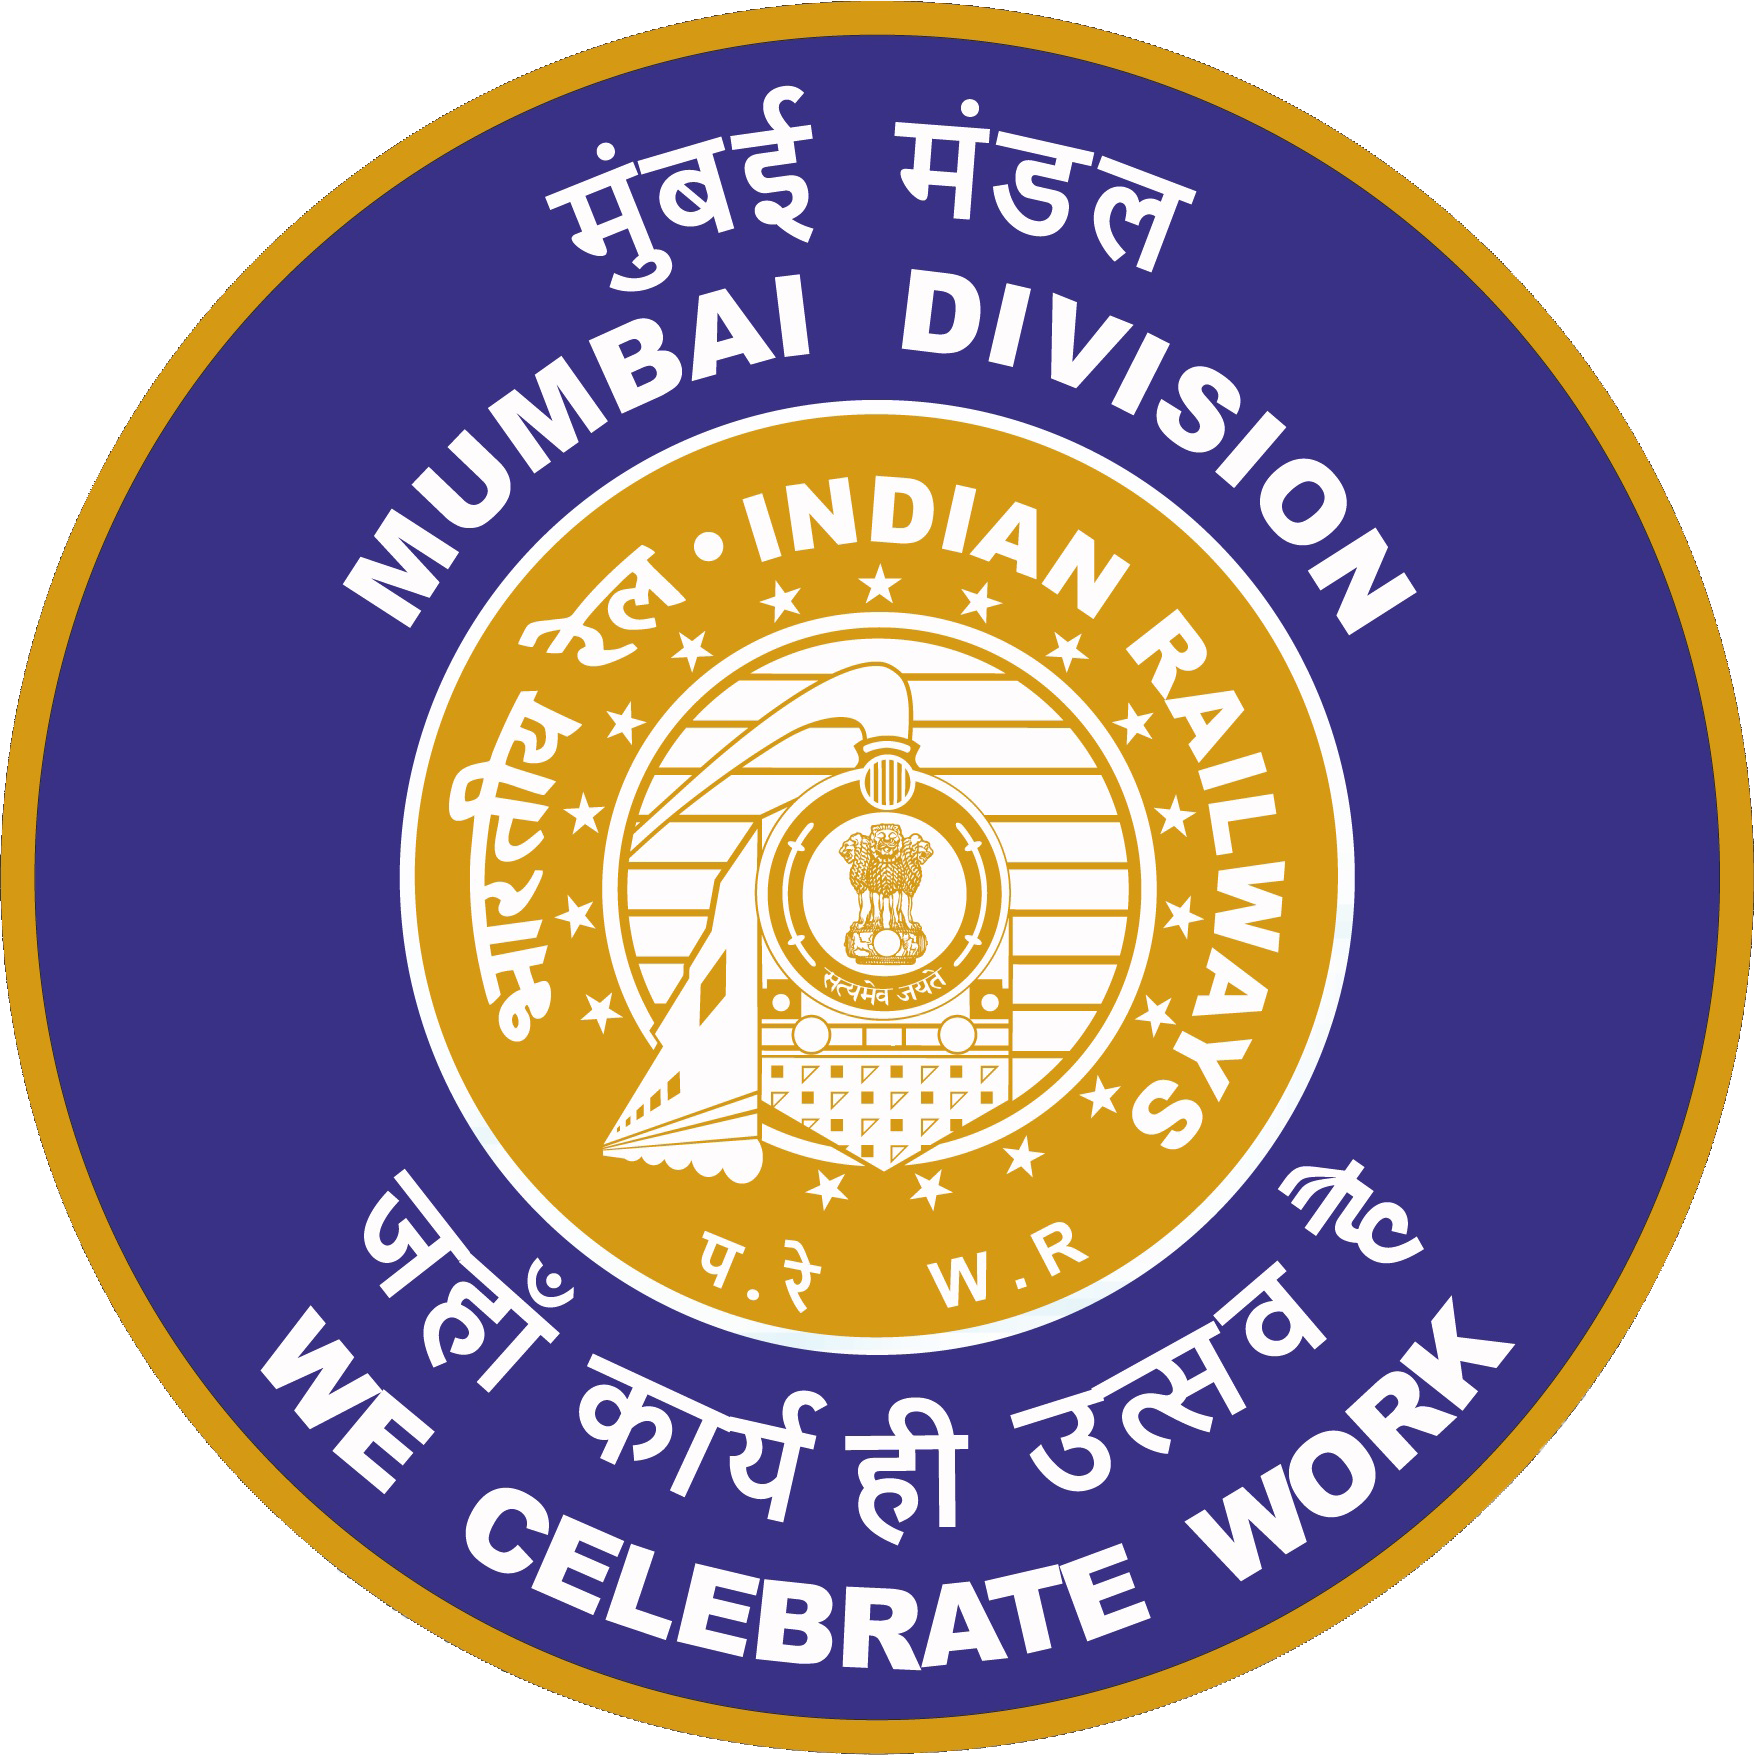 मुंबई मंडल
MUMBAI DIVISION
भारतीय रेल • INDIAN RAILWAYS
सत्यमेव जयते
प.रे W.R
जहाँ कार्य ही उत्सव है
WE CELEBRATE WORK